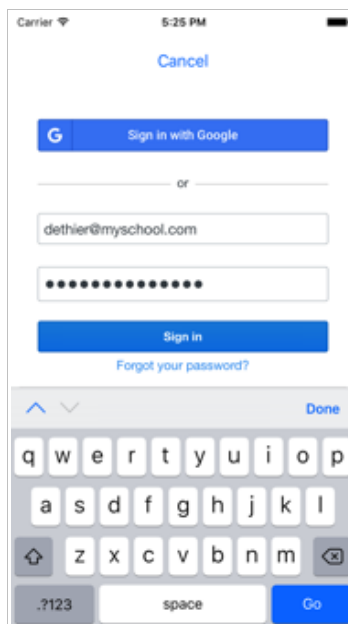 Carrier 5:25 PM
Cancel
G Sign in with Google
or
dethier@myschool.com
●●●●●●●●●●●●●●
Sign in
Forgot your password?
Done
q w e r t y u i o p
a s d f g h j k l
z x c v b n m
.?123 space Go